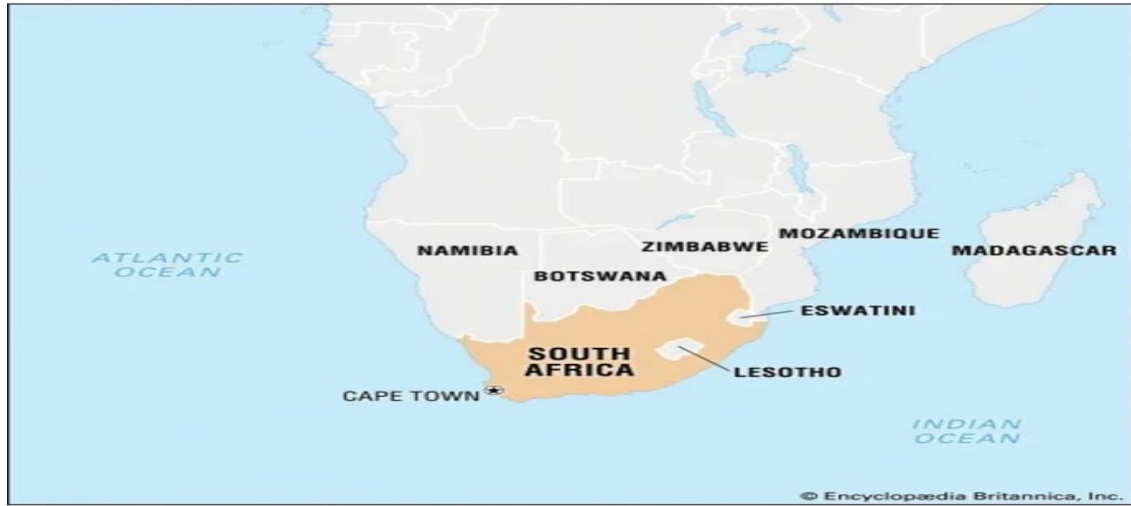 ATLANTIC
OCEAN
NAMIBIA
BOTSWANA
ZIMBABWE
MOZAMBIQUE
MADAGASCAR
ESWATINI
SOUTH
AFRICA
LESOTHO
CAPE TOWN
INDIAN
OCEAN
© Encyclopædia Britannica, Inc.